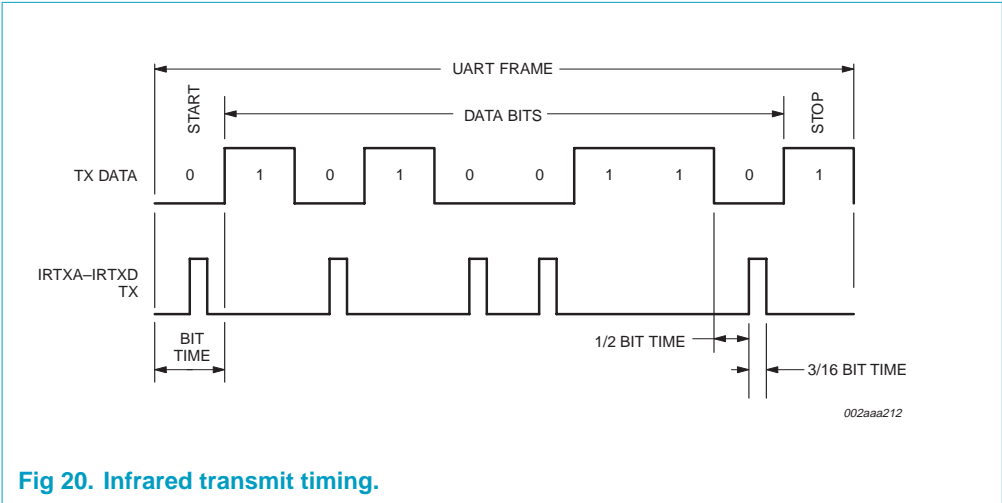 UART FRAME
START
DATA BITS
STOP
TX DATA
0 1 0 1 0 0 1 1 0 1
IRTXA–IRTXD
TX
BIT
TIME
1/2 BIT TIME
3/16 BIT TIME
002aaa212
Fig 20. Infrared transmit timing.